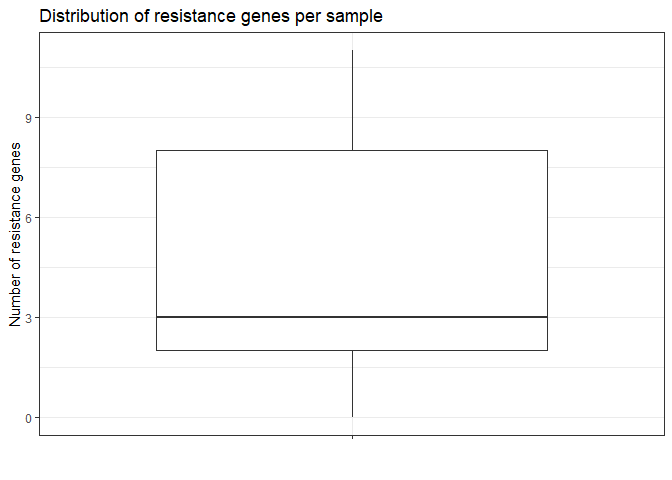 Distribution of resistance genes per sample
Number of resistance genes
9
6
3
0